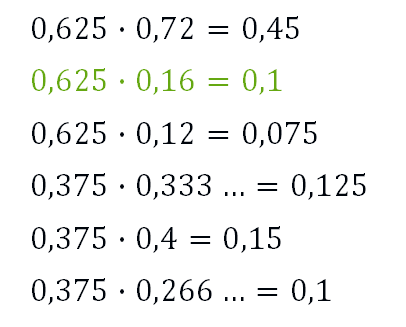 0,625 · 0,72 = 0,45
0,625 · 0,16 = 0,1
0,625 · 0,12 = 0,075
0,375 · 0,333 … = 0,125
0,375 · 0,4 = 0,15
0,375 · 0,266 … = 0,1